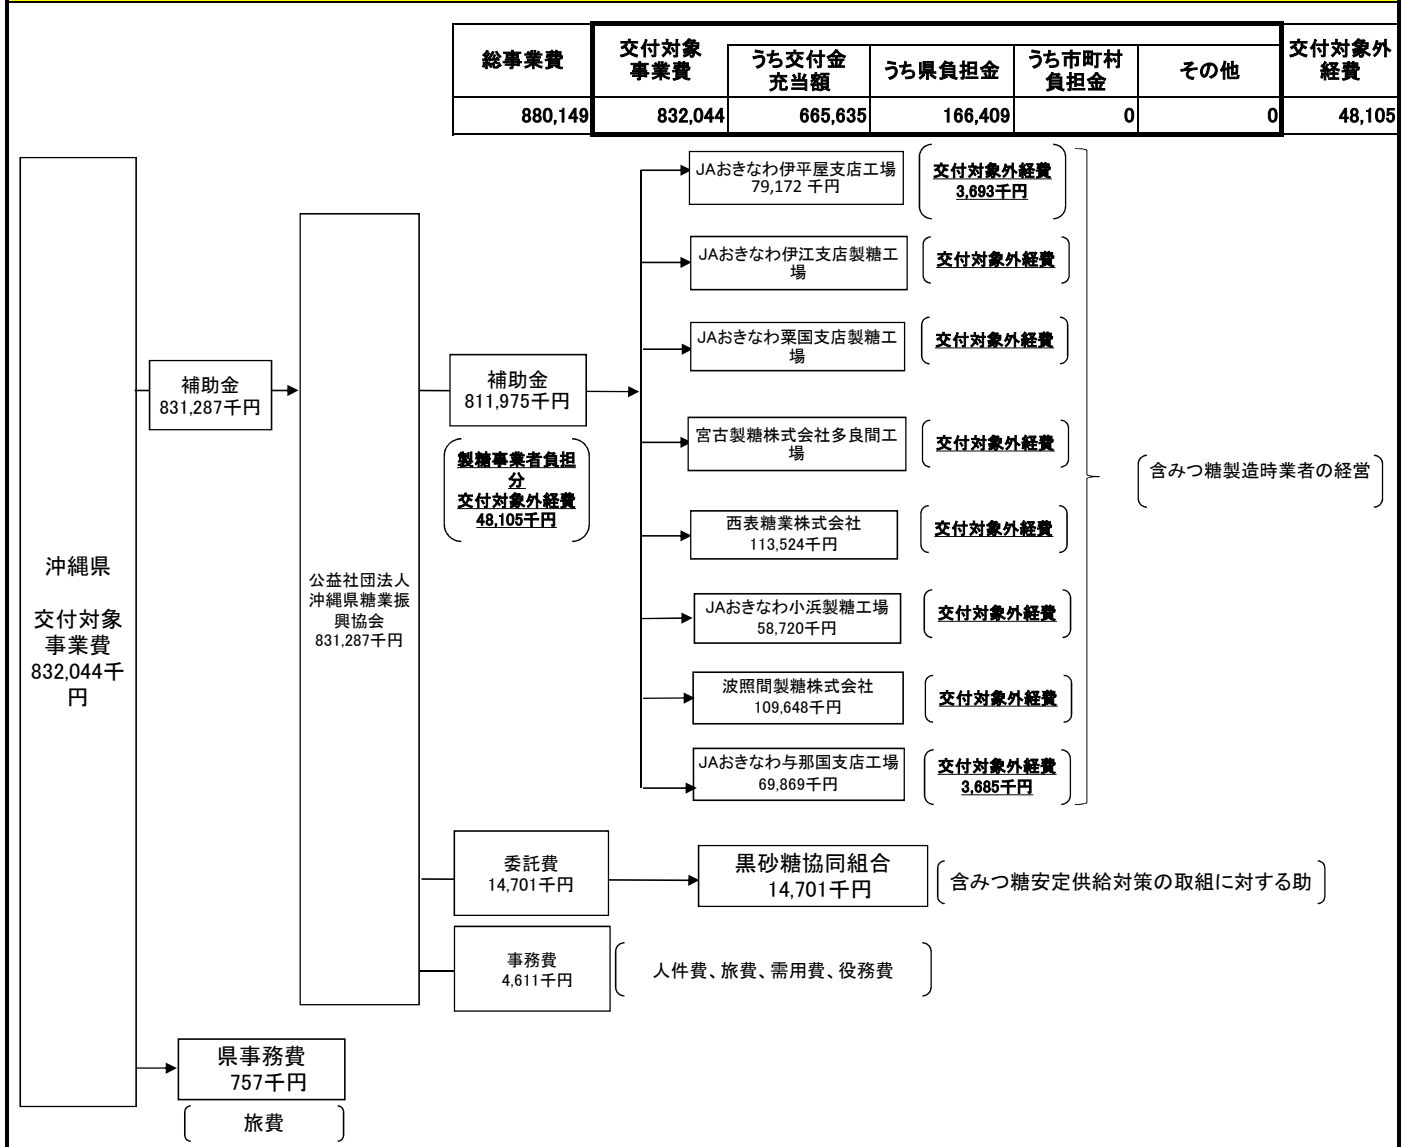 総事業費
交付対象
事業費
うち交付金
充当額
うち県負担金
うち市町村
負担金
その他
交付対象外
経費
880,149
832,044
665,635
166,409
0
0
48,105
沖縄県
交付対象
事業費
832,044千
円
補助金
831,287千円
公益社団法人
沖縄県糖業振
興協会
831,287千円
補助金
811,975千円
製糖事業者負担
分
交付対象外経費
48,105千円
JAおきなわ伊平屋支店工場
79,172 千円
交付対象外経費
3,693千円
JAおきなわ伊江支店製糖工
場
交付対象外経費
JAおきなわ粟国支店製糖工
場
交付対象外経費
宮古製糖株式会社多良間工
場
交付対象外経費
西表糖業株式会社
113,524千円
交付対象外経費
JAおきなわ小浜製糖工場
58,720千円
交付対象外経費
波照間製糖株式会社
109,648千円
交付対象外経費
JAおきなわ与那国支店工場
69,869千円
交付対象外経費
3,685千円
含みつ糖製造時業者の経営
委託費
14,701千円
黒砂糖協同組合
14,701千円
含みつ糖安定供給対策の取組に対する助
事務費
4,611千円
人件費、旅費、需用費、役務費
県事務費
757千円
旅費